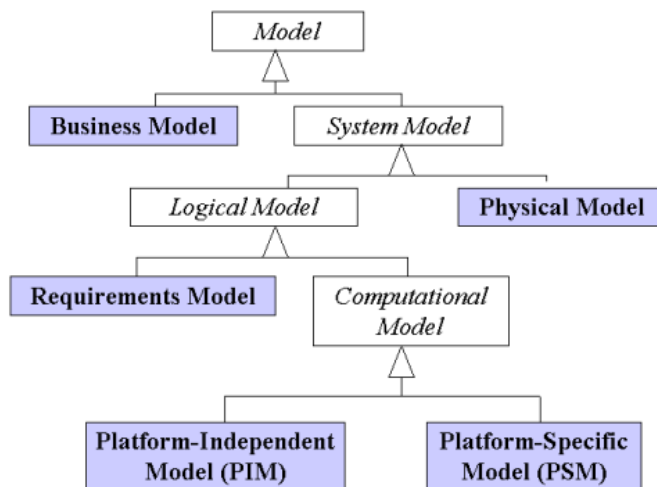 Model
Business Model
System Model
Logical Model
Physical Model
Requirements Model
Computational
Model
Platform-Independent
Model (PIM)
Platform-Specific
Model (PSM)